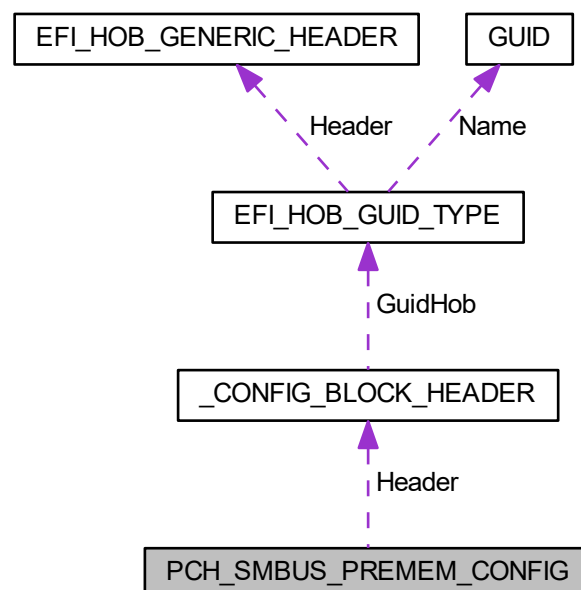 EFI_HOB_GENERIC_HEADER
GUID
Header
Name
EFI_HOB_GUID_TYPE
GuidHob
_CONFIG_BLOCK_HEADER
Header
PCH_SMBUS_PREMEM_CONFIG